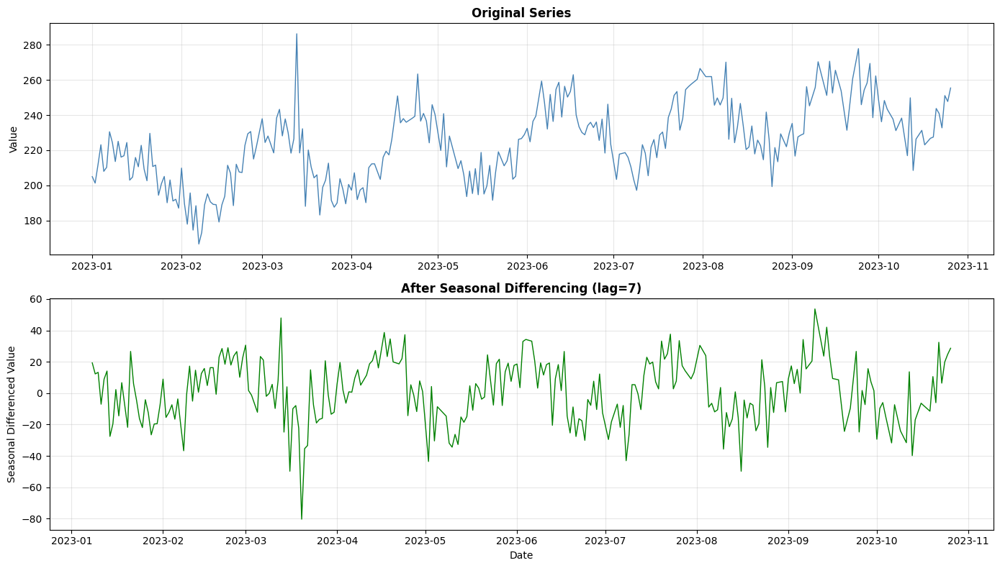 Original Series
Value
280
260
240
220
200
180
2023-01 2023-02 2023-03 2023-04 2023-05 2023-06 2023-07 2023-08 2023-09 2023-10 2023-11
After Seasonal Differencing (lag=7)
Seasonal Differenced Value
60
40
20
0
−20
−40
−60
−80
2023-01 2023-02 2023-03 2023-04 2023-05 2023-06 2023-07 2023-08 2023-09 2023-10 2023-11
Date